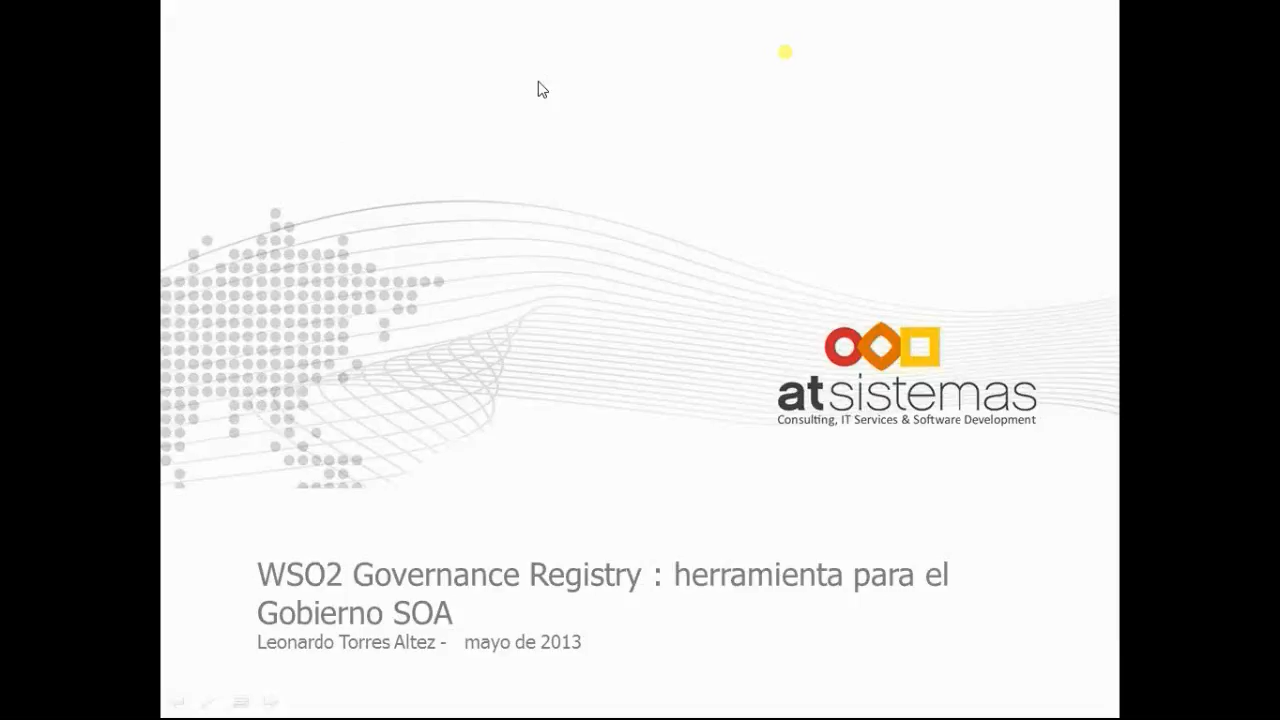 atsistemas
Consulting, IT Services & Software Development
WSO2 Governance Registry : herramienta para el
Gobierno SOA
Leonardo Torres Altez - mayo de 2013